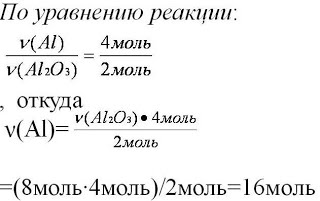 По уравнению реакции:
ν(Al)/ν(Al₂O₃) = 4моль/2моль
, откуда
ν(Al)= ν(Al₂O₃)•4моль/2моль
=(8моль·4моль)/2моль=16моль